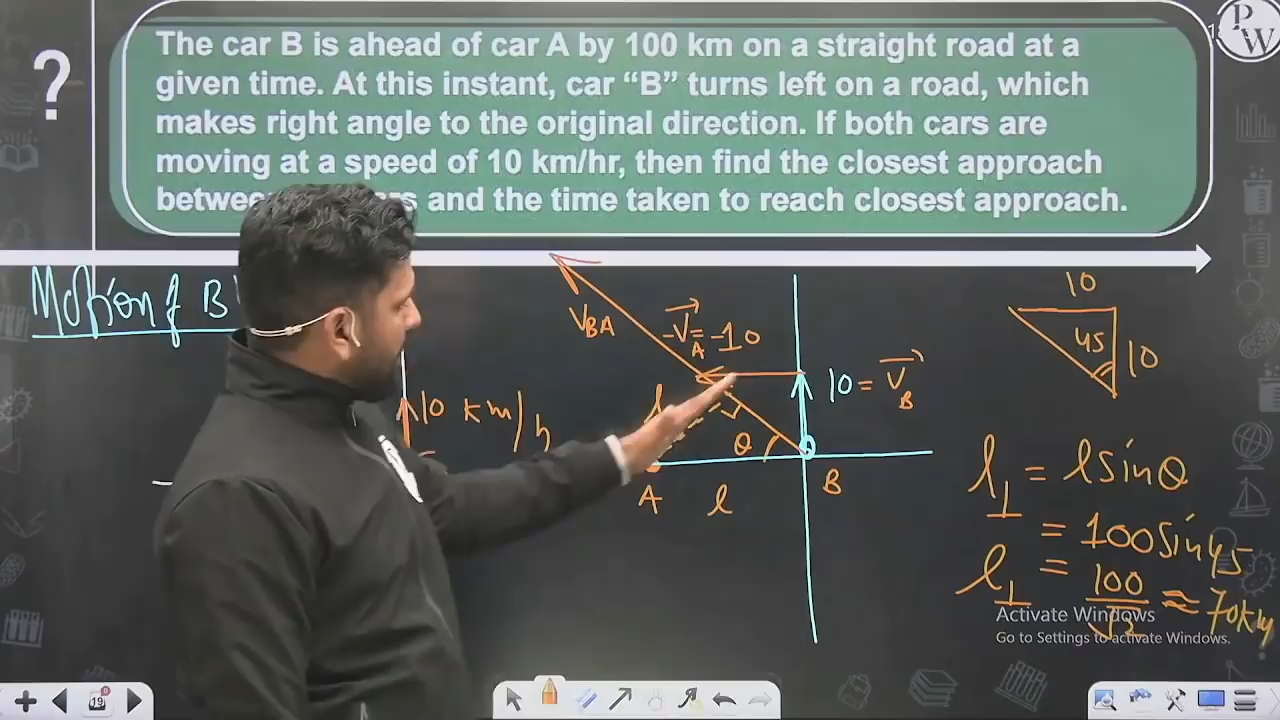 ?
The car B is ahead of car A by 100 km on a straight road at a
given time. At this instant, car “B” turns left on a road, which
makes right angle to the original direction. If both cars are
moving at a speed of 10 km/hr, then find the closest approach
and the time taken to reach closest approach.
P
W
Motion of B
10 km/h
V_BA
-V_A = -10
10 = V_B
l
θ
A
l
B
10
45
10
l⊥ = l sin θ
= 100 sin 45
l⊥ = 100/√2 ≈ 70 km
Activate Windows
Go to Settings to activate Windows.
19